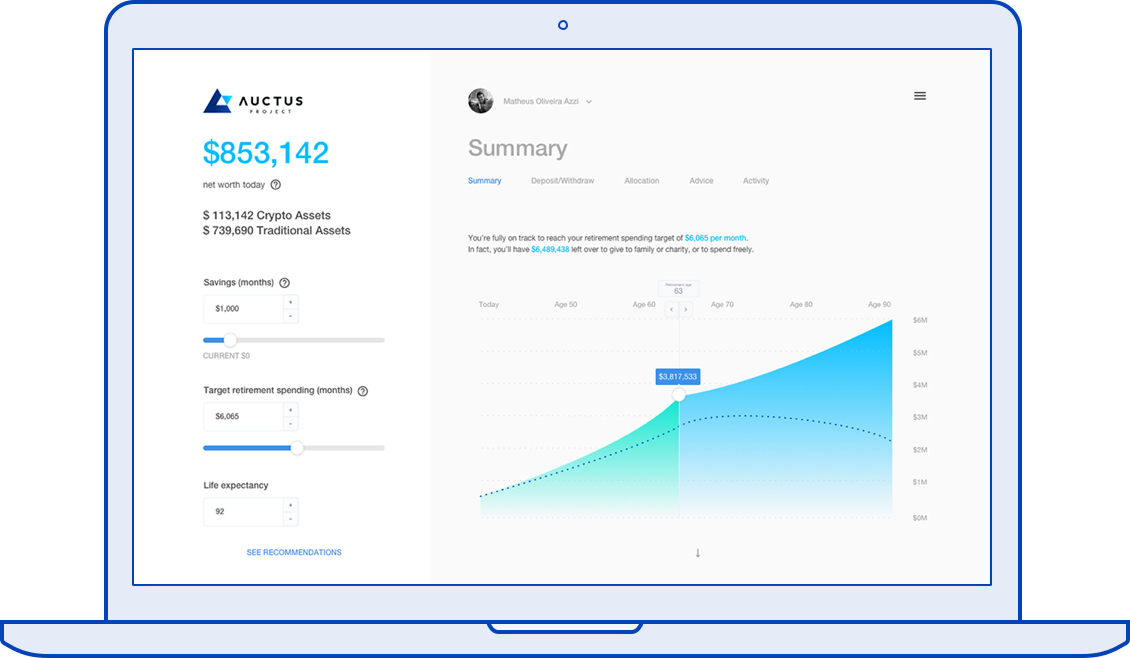 AUCTUS
PROJECT
$853,142
net worth today ?
$ 113,142 Crypto Assets
$ 739,690 Traditional Assets
Savings (months) ?
$1,000
+
-
CURRENT $0
Target retirement spending (months) ?
$6,065
+
-
Life expectancy
92
+
-
SEE RECOMMENDATIONS
Matheus Oliveira Azzi
Summary
Summary Deposit/Withdraw Allocation Advice Activity
You're fully on track to reach your retirement spending target of $6,065 per month.
In fact, you'll have $6,489,438 left over to give to family or charity, or to spend freely.
Retirement age
63
Today Age 50 Age 60 Age 70 Age 80 Age 90
$6M
$5M
$3,817,533
$4M
$3M
$2M
$1M
$0M